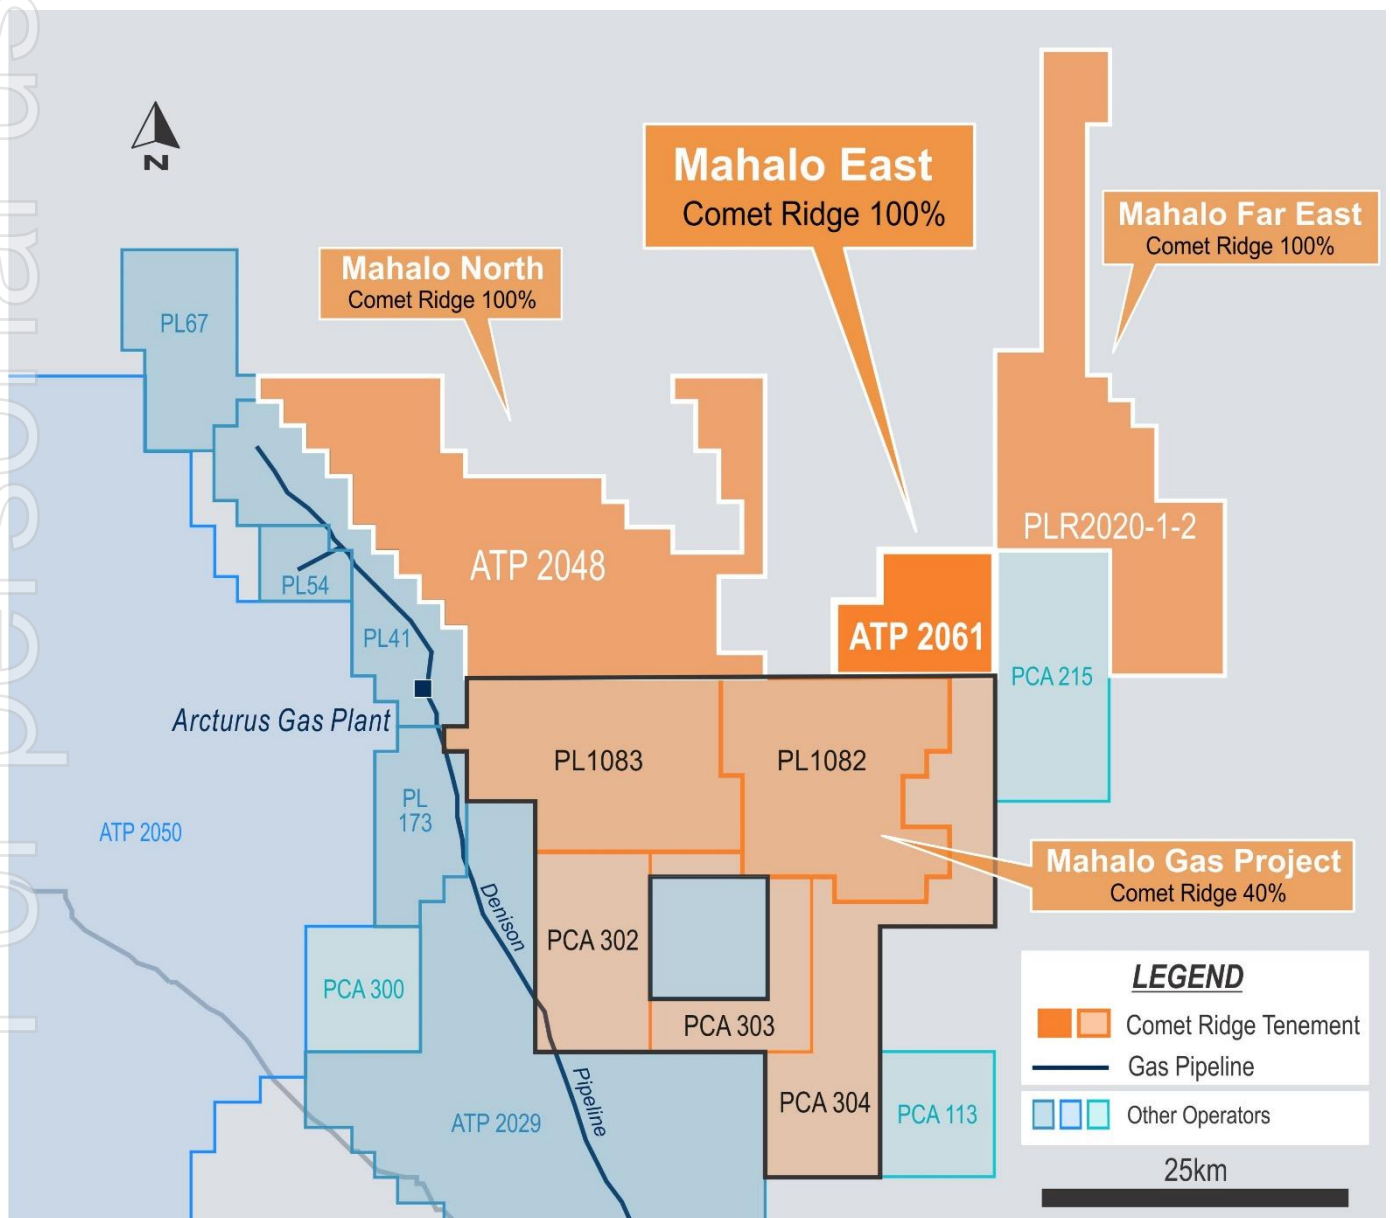 For personal us
N
Mahalo East
Comet Ridge 100%
Mahalo Far East
Comet Ridge 100%
Mahalo North
Comet Ridge 100%
PL67
PLR2020-1-2
ATP 2048
PL54
PL41
ATP 2061
PCA 215
Arcturus Gas Plant
PL1083
PL1082
PL
173
ATP 2050
Mahalo Gas Project
Comet Ridge 40%
Denison
PCA 302
PCA 300
PCA 303
LEGEND
Comet Ridge Tenement
Gas Pipeline
Other Operators
Pipeline
PCA 304
PCA 113
ATP 2029
25km